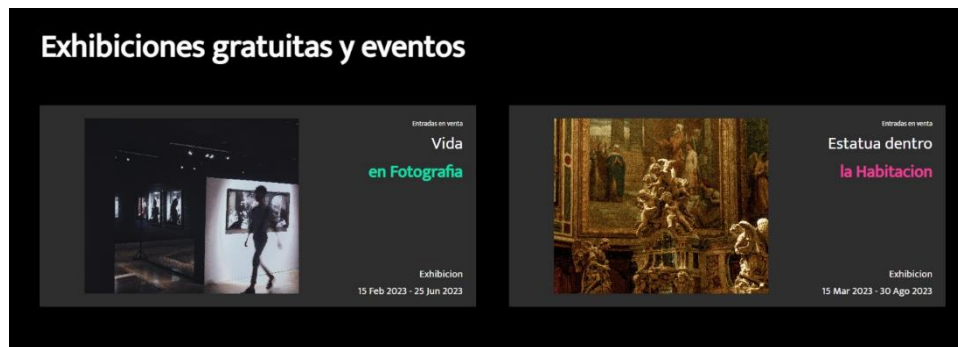 Exhibiciones gratuitas y eventos
Entradas en venta
Vida
en Fotografia
Exhibicion
15 Feb 2023 - 25 Jun 2023
Entradas en venta
Estatua dentro
la Habitacion
Exhibicion
15 Mar 2023 - 30 Ago 2023